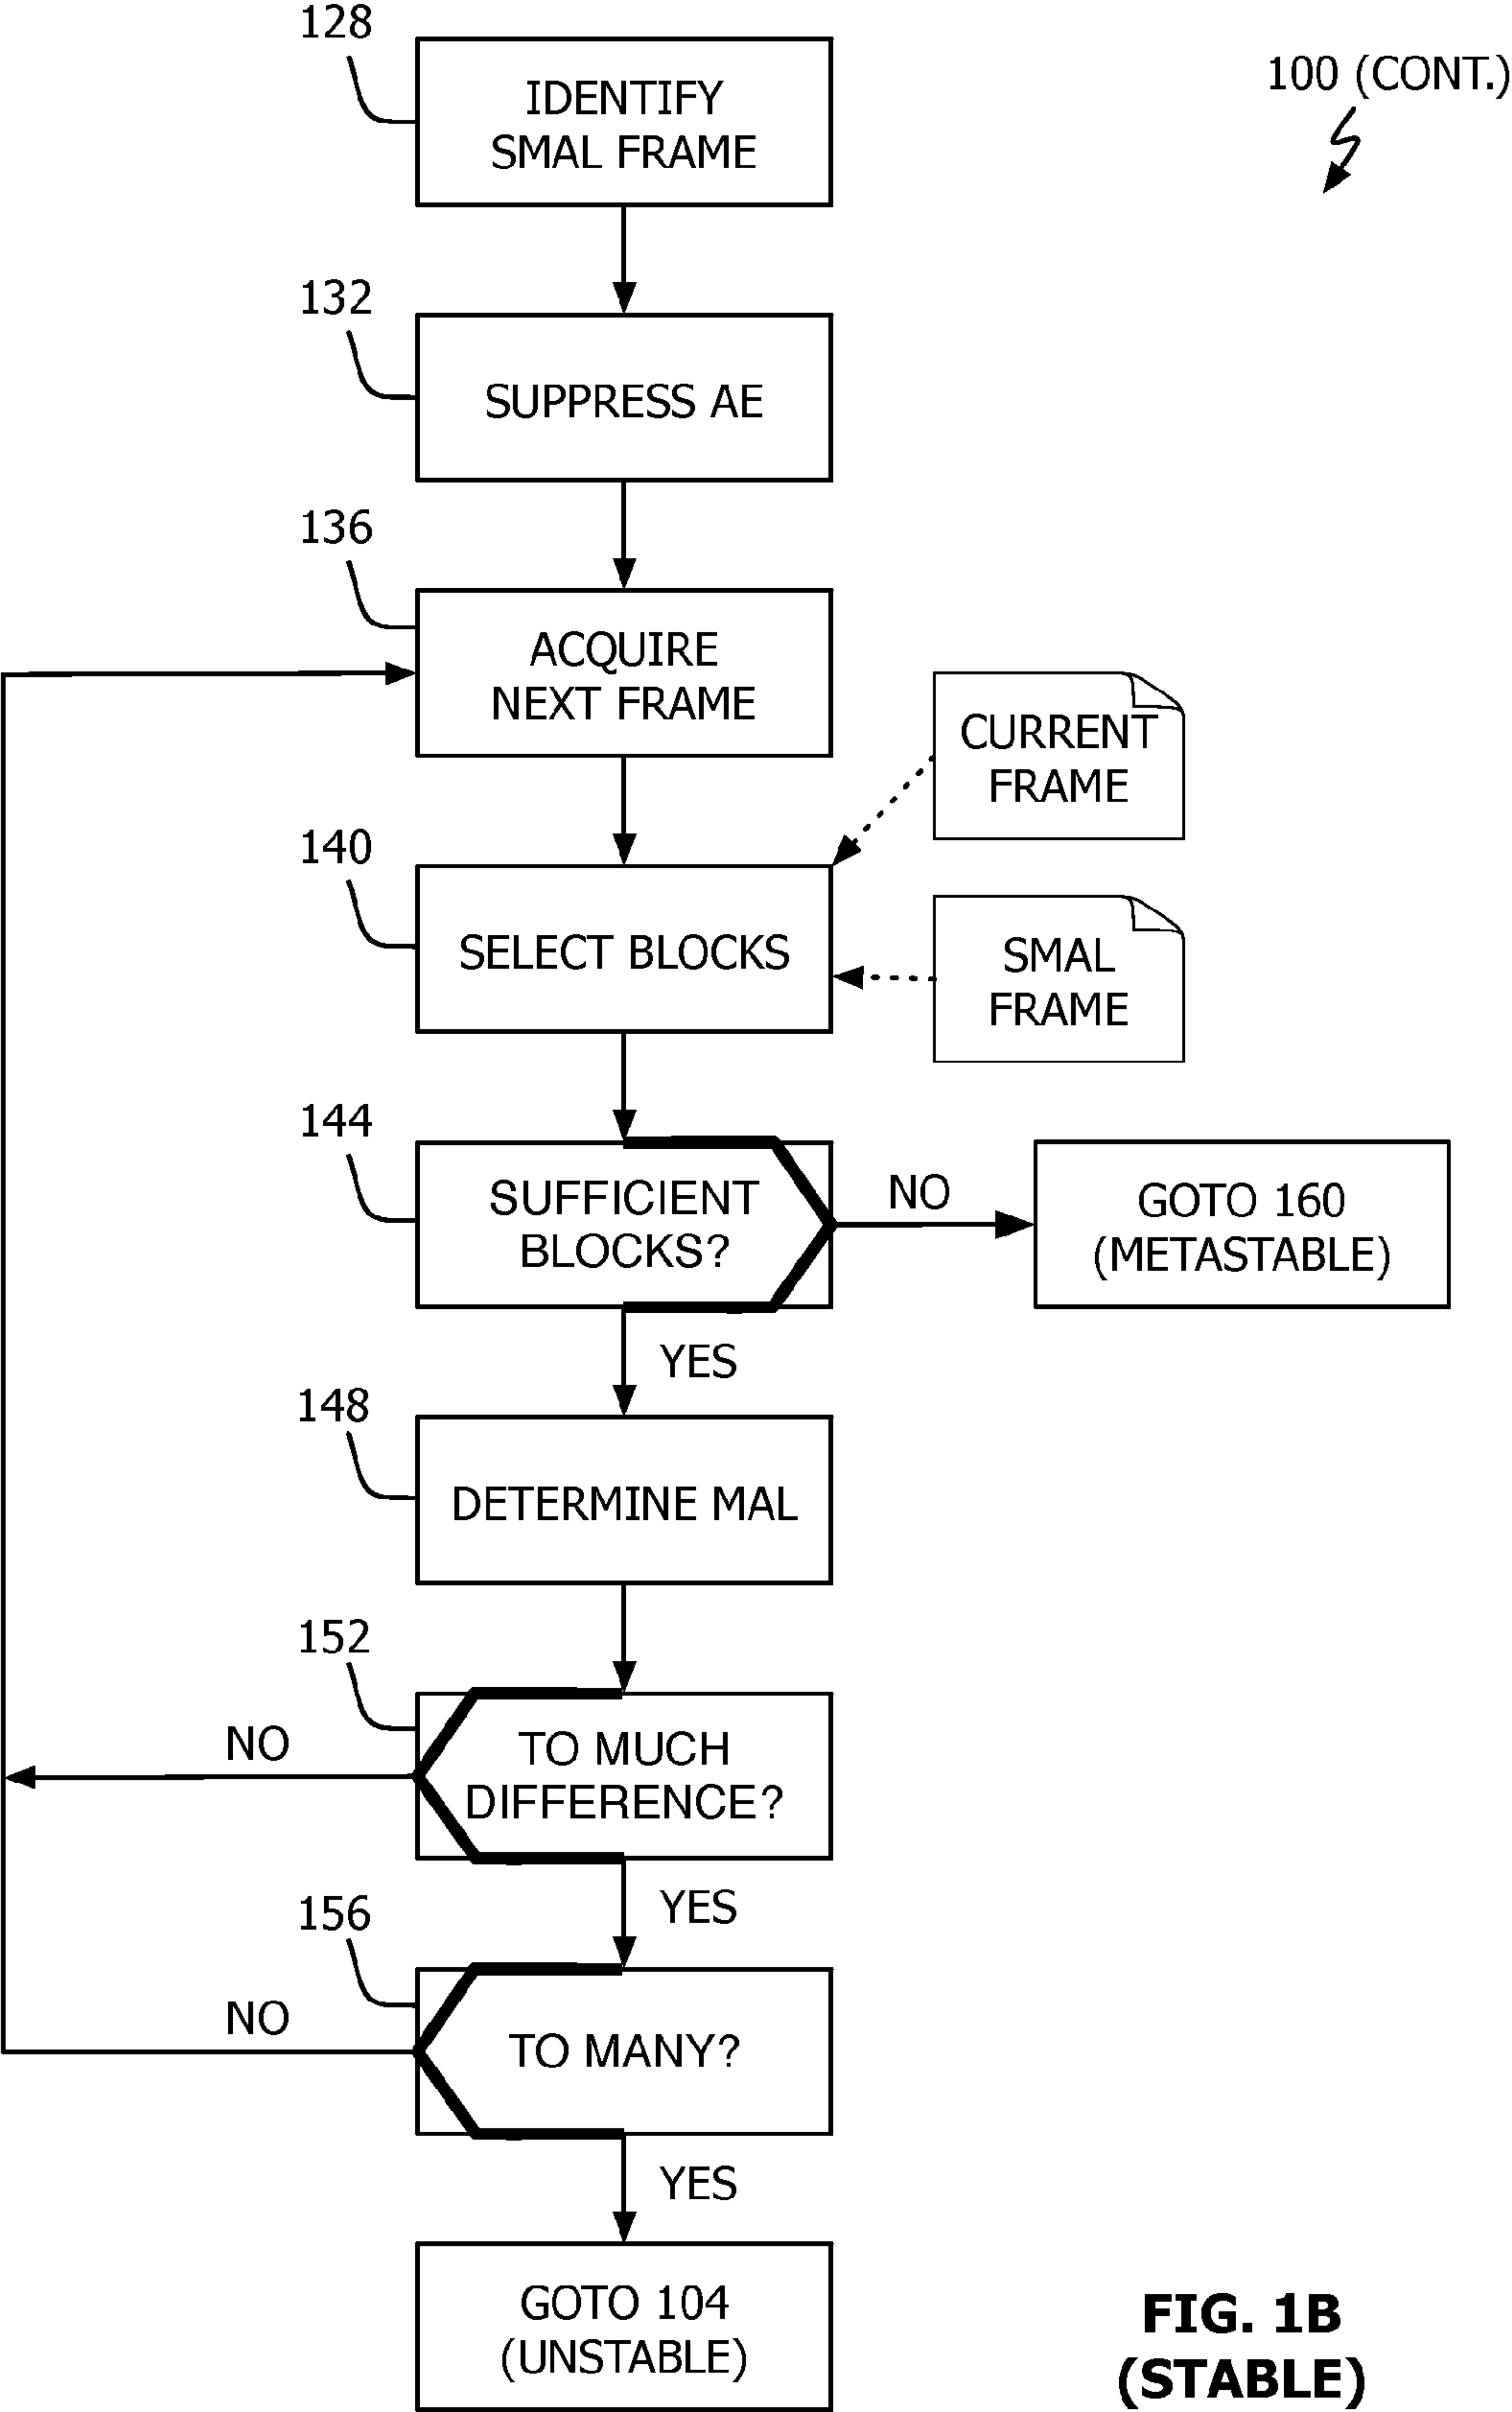 128
100 (CONT.)
IDENTIFY
SMAL FRAME
132
SUPPRESS AE
136
ACQUIRE
NEXT FRAME
CURRENT
FRAME
140
SELECT BLOCKS
SMAL
FRAME
144
SUFFICIENT
BLOCKS?
NO
GOTO 160
(METASTABLE)
YES
148
DETERMINE MAL
152
NO
TO MUCH
DIFFERENCE?
YES
156
NO
TO MANY?
YES
GOTO 104
(UNSTABLE)
FIG. 1B
(STABLE)